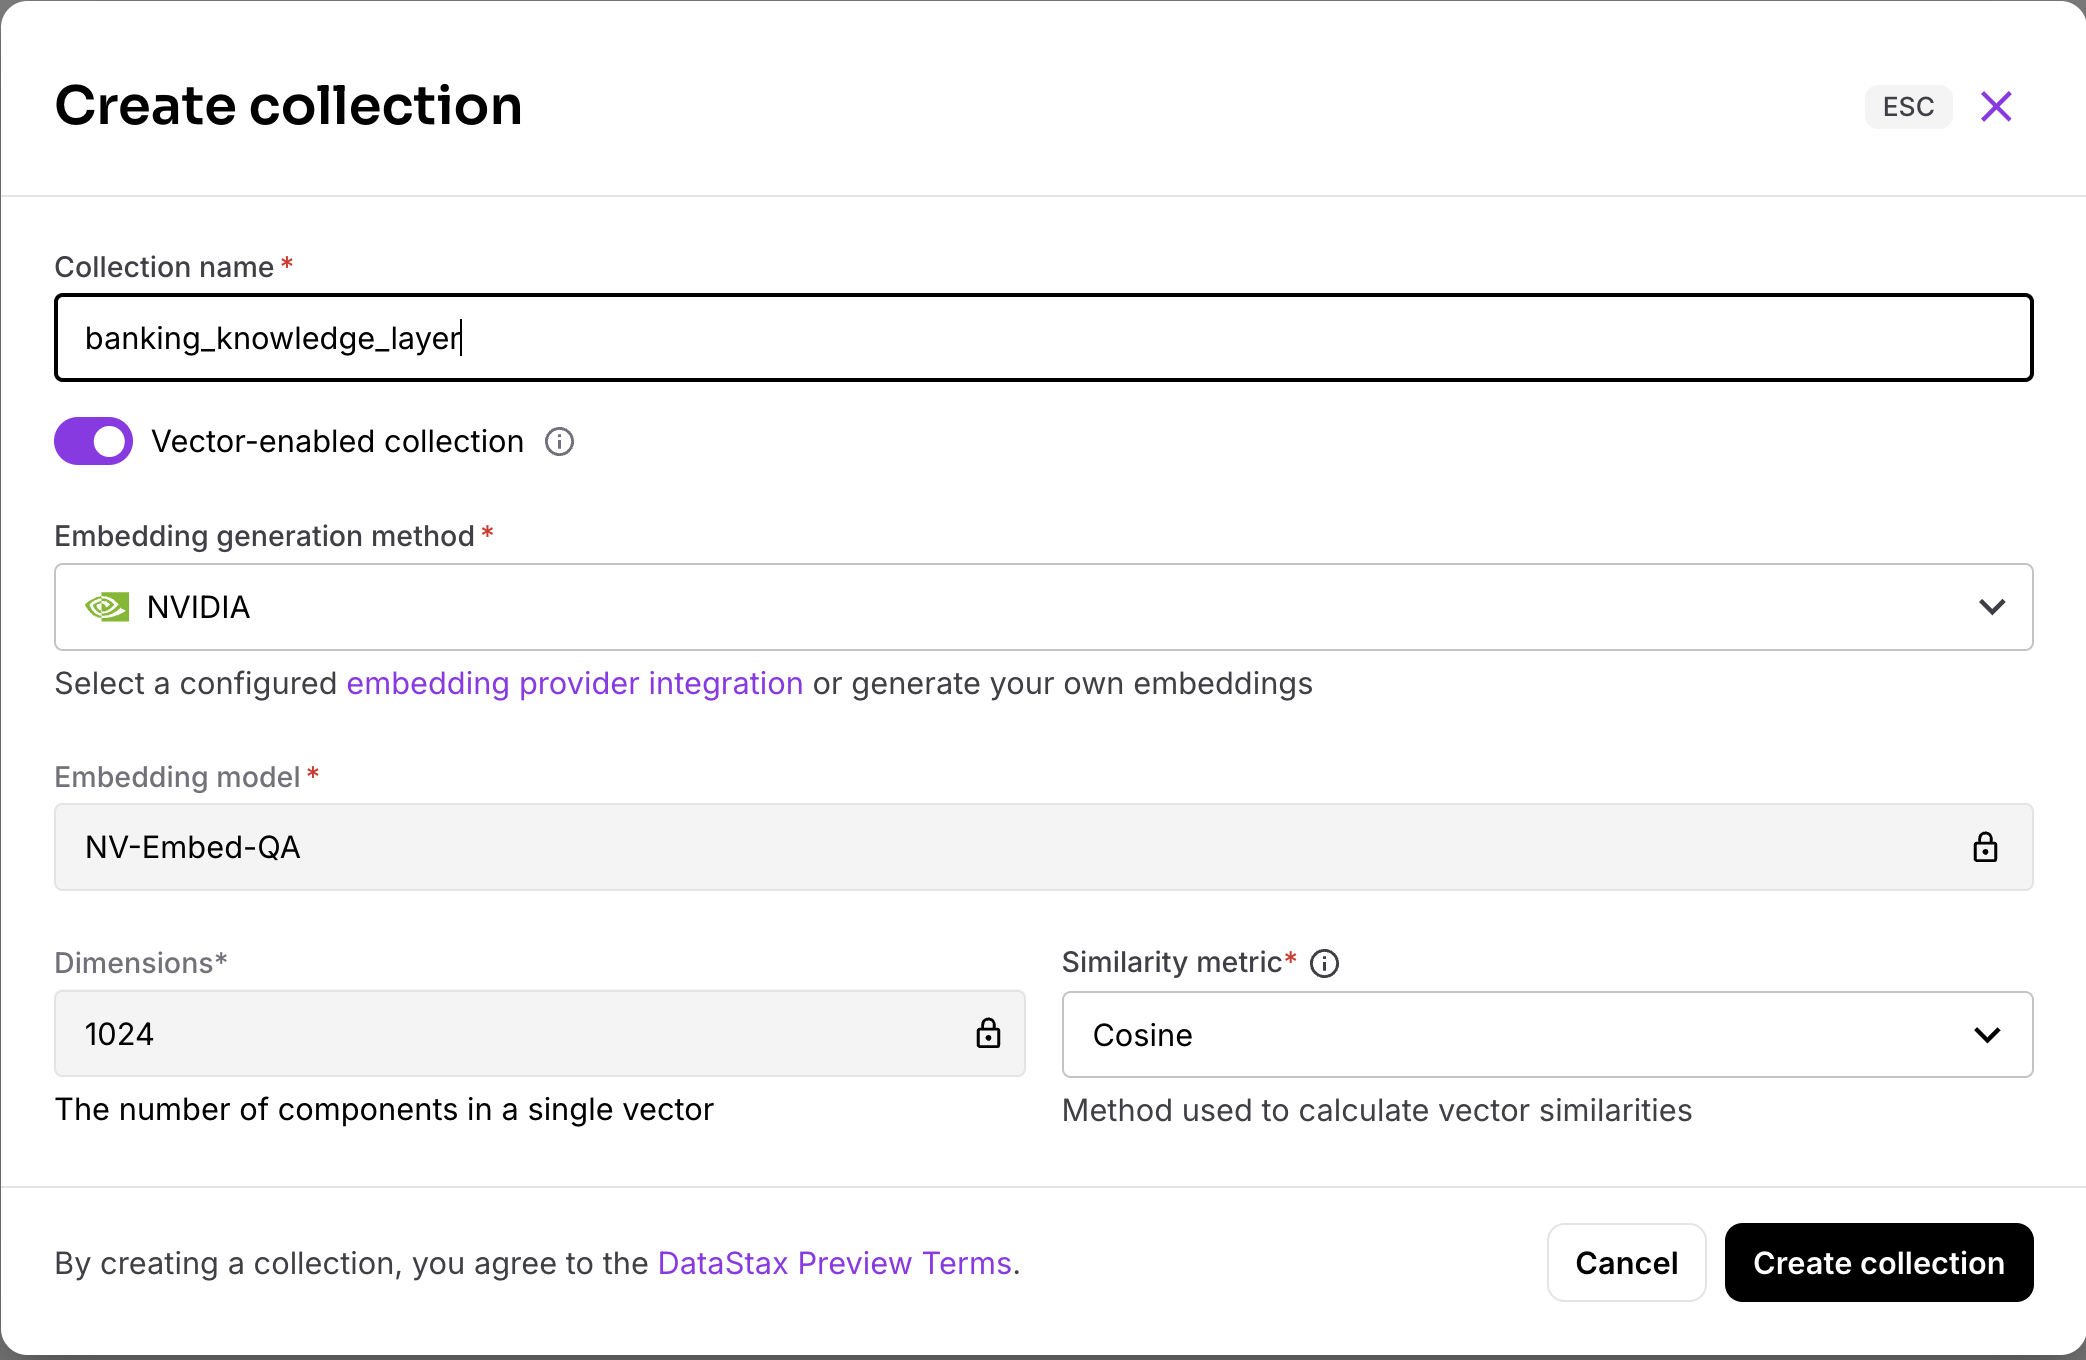 Create collection
ESC
Collection name *
banking_knowledge_layer
Vector-enabled collection
Embedding generation method *
NVIDIA
Select a configured embedding provider integration or generate your own embeddings
Embedding model *
NV-Embed-QA
Dimensions*
1024
The number of components in a single vector
Similarity metric*
Cosine
Method used to calculate vector similarities
By creating a collection, you agree to the DataStax Preview Terms.
Cancel
Create collection